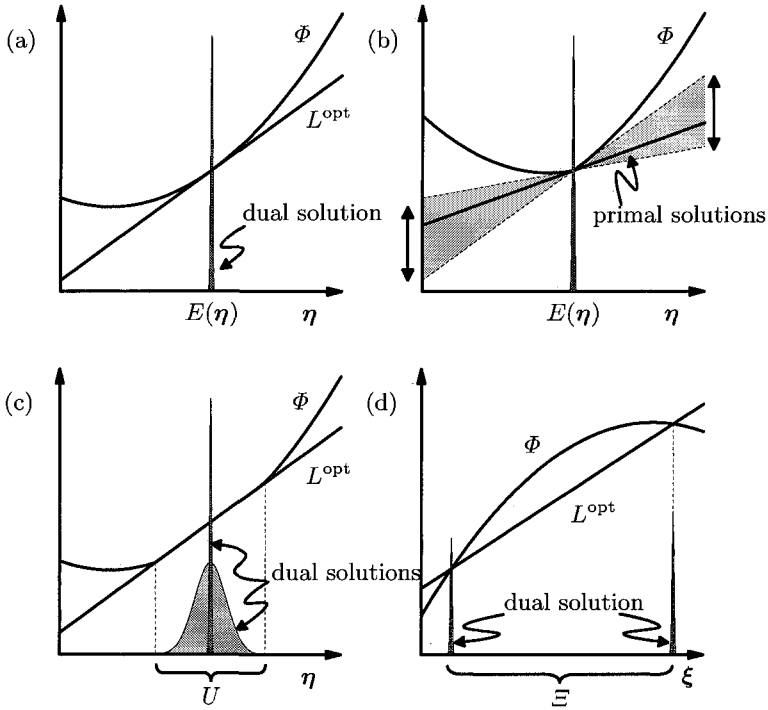 (a)
Φ
L^opt
dual solution
E(η)
η
(b)
Φ
primal solutions
E(η)
η
(c)
Φ
L^opt
dual solutions
U
η
(d)
Φ
L^opt
dual solution
Ξ
ξ